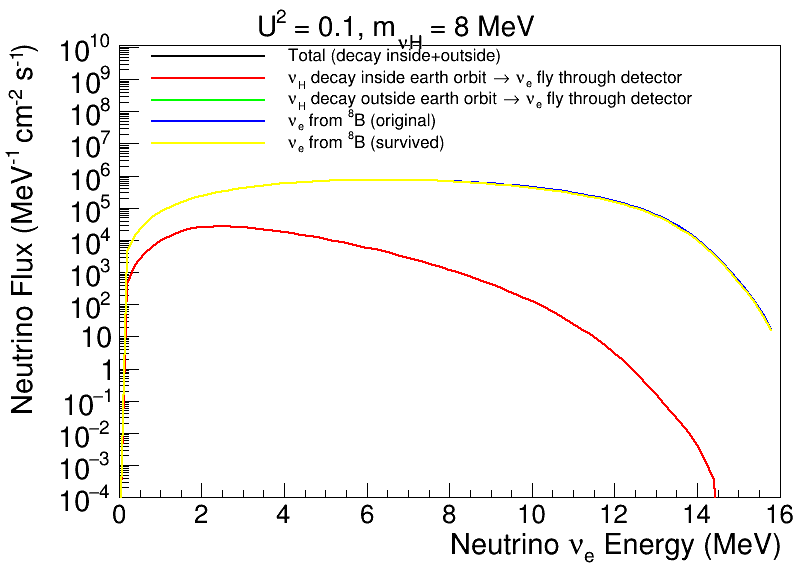 U² = 0.1, m_νH = 8 MeV
Neutrino Flux (MeV⁻¹ cm⁻² s⁻¹)
Total (decay inside+outside)
ν_H decay inside earth orbit → ν_e fly through detector
ν_H decay outside earth orbit → ν_e fly through detector
ν_e from ⁸B (original)
ν_e from ⁸B (survived)
10¹⁰
10⁹
10⁸
10⁷
10⁶
10⁵
10⁴
10³
10²
10
1
10⁻¹
10⁻²
10⁻³
10⁻⁴
0 2 4 6 8 10 12 14 16
Neutrino ν_e Energy (MeV)